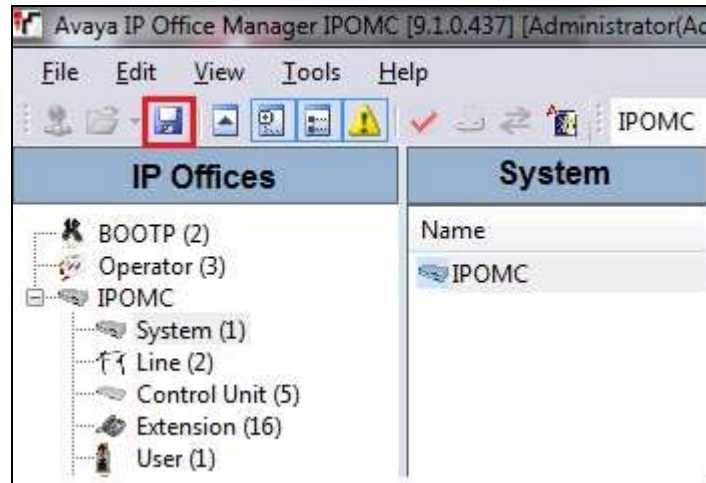 Avaya IP Office Manager IPOMC [9.1.0.437] [Administrator(Ac
File Edit View Tools Help
IPOMC
IP Offices
BOOTP (2)
Operator (3)
IPOMC
System (1)
Line (2)
Control Unit (5)
Extension (16)
User (1)
System
Name
IPOMC